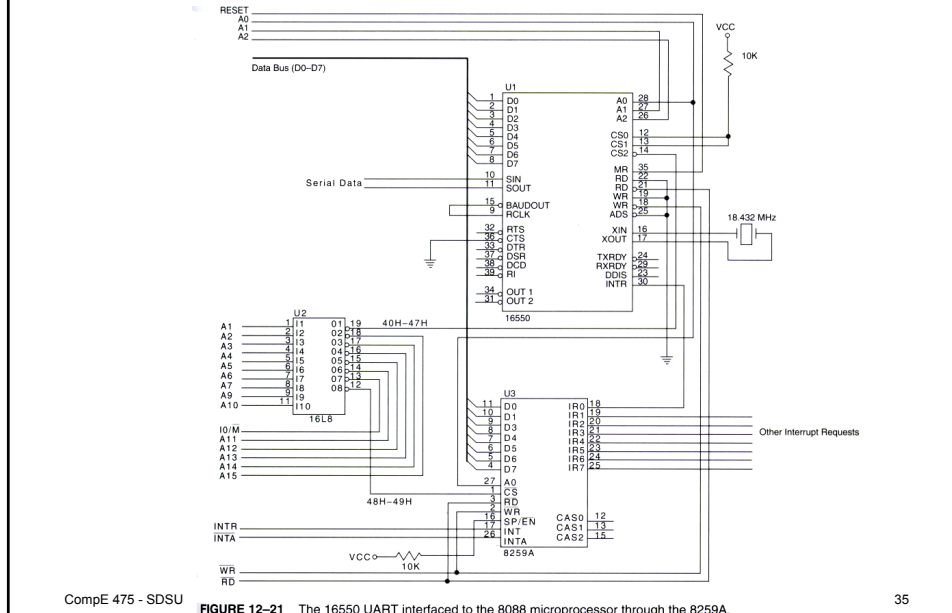 RESET
A0
A1
A2
VCC
10K
Data Bus (D0–D7)
U1
1 D0
2 D1
3 D2
4 D3
5 D4
6 D5
7 D6
8 D7
A0 28
A1 27
A2 26
CS0 12
CS1 13
CS2 14
MR 35
RD 22
RD 21
WR 19
WR 18
ADS 25
Serial Data
10 SIN
11 SOUT
15 BAUDOUT
9 RCLK
32 RTS
36 CTS
33 DTR
37 DSR
38 DCD
39 RI
34 OUT 1
31 OUT 2
XIN 16
XOUT 17
18.432 MHz
TXRDY 24
RXRDY 29
DDIS 23
INTR 30
16550
U2
A1 1 I1 01 19 40H–47H
A2 2 I2 02 18
A3 3 I3 03 17
A4 4 I4 04 16
A5 5 I5 05 15
A6 6 I6 06 14
A7 7 I7 07 13
A8 8 I8 08 12
A9 9 I9
A10 11 I10
16L8
I0/M
A11
A12
A13
A14
A15
U3
11 D0
10 D1
9 D2
8 D3
7 D4
6 D5
5 D6
4 D7
IR0 18
IR1 19
IR2 20
IR3 21
IR4 22
IR5 23
IR6 24
IR7 25
Other Interrupt Requests
27 A0
1 CS
3 RD
2 WR
16 SP/EN
17 INT
26 INTA
CAS0 12
CAS1 13
CAS2 15
8259A
48H–49H
INTR
INTA
VCC
10K
WR
RD
CompE 475 - SDSU
FIGURE 12–21 The 16550 UART interfaced to the 8088 microprocessor through the 8259A.
35